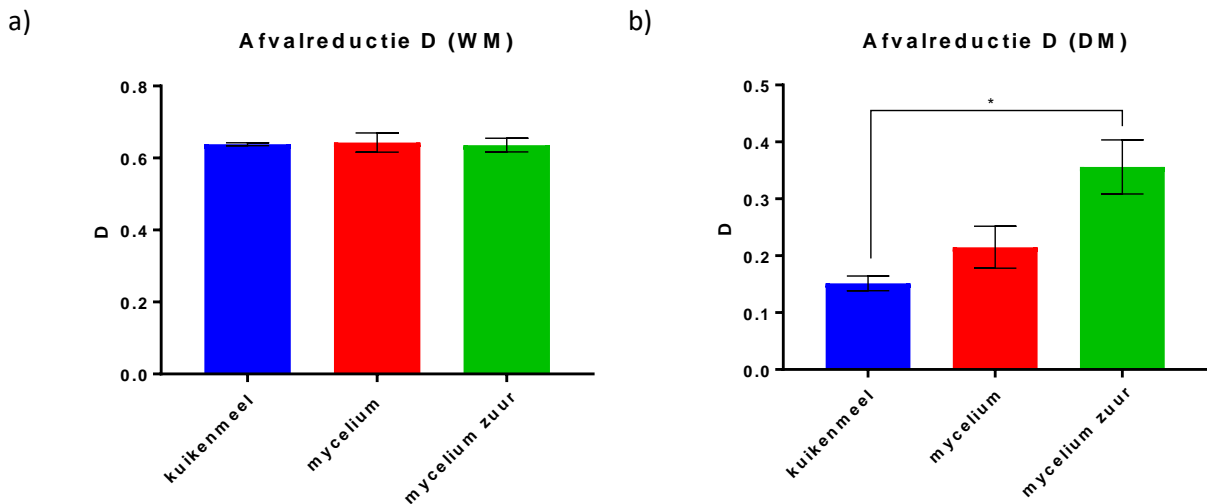 a)
Afvalreductie D (WM)
0.8
0.6
0.4
0.2
0.0
D
kuikenmeel
mycelium
mycelium zuur
b)
Afvalreductie D (DM)
0.5
0.4
0.3
0.2
0.1
0.0
D
*
kuikenmeel
mycelium
mycelium zuur